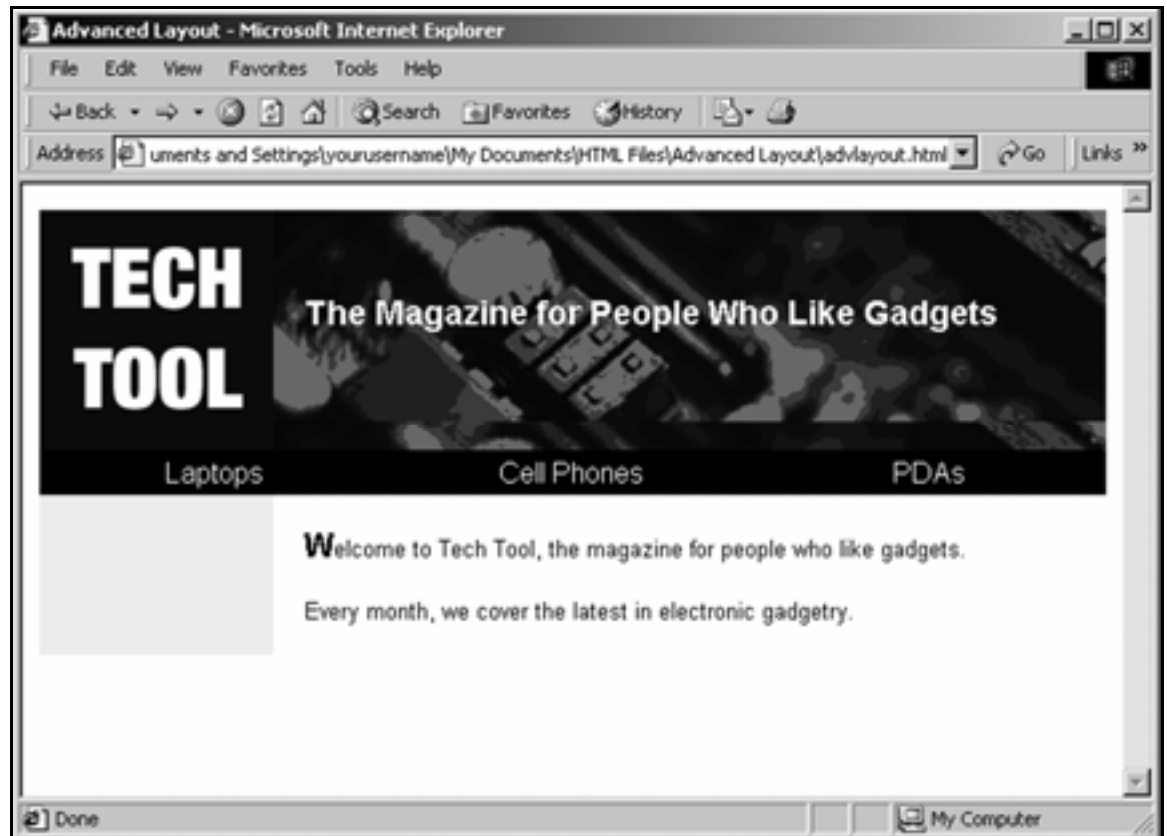 Advanced Layout - Microsoft Internet Explorer
File Edit View Favorites Tools Help
Back Search Favorites History
Address uments and Settings\yourusername\My Documents\HTML Files\Advanced Layout\advlayout.html Go Links »
TECH
TOOL
The Magazine for People Who Like Gadgets
Laptops Cell Phones PDAs
Welcome to Tech Tool, the magazine for people who like gadgets.
Every month, we cover the latest in electronic gadgetry.
Done My Computer